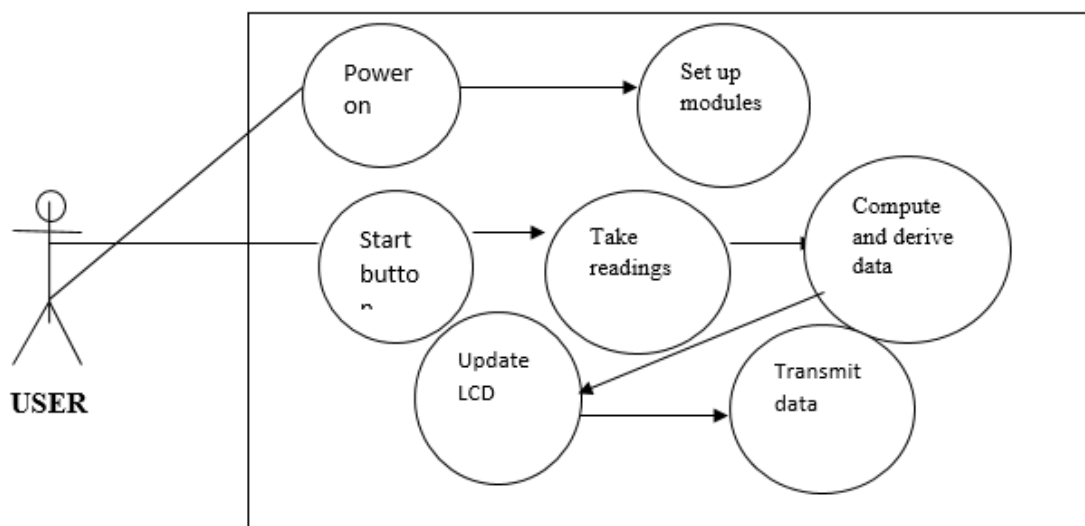 Power
on
Set up
modules
Start
butto
Take
readings
Compute
and derive
data
Update
LCD
Transmit
data
USER